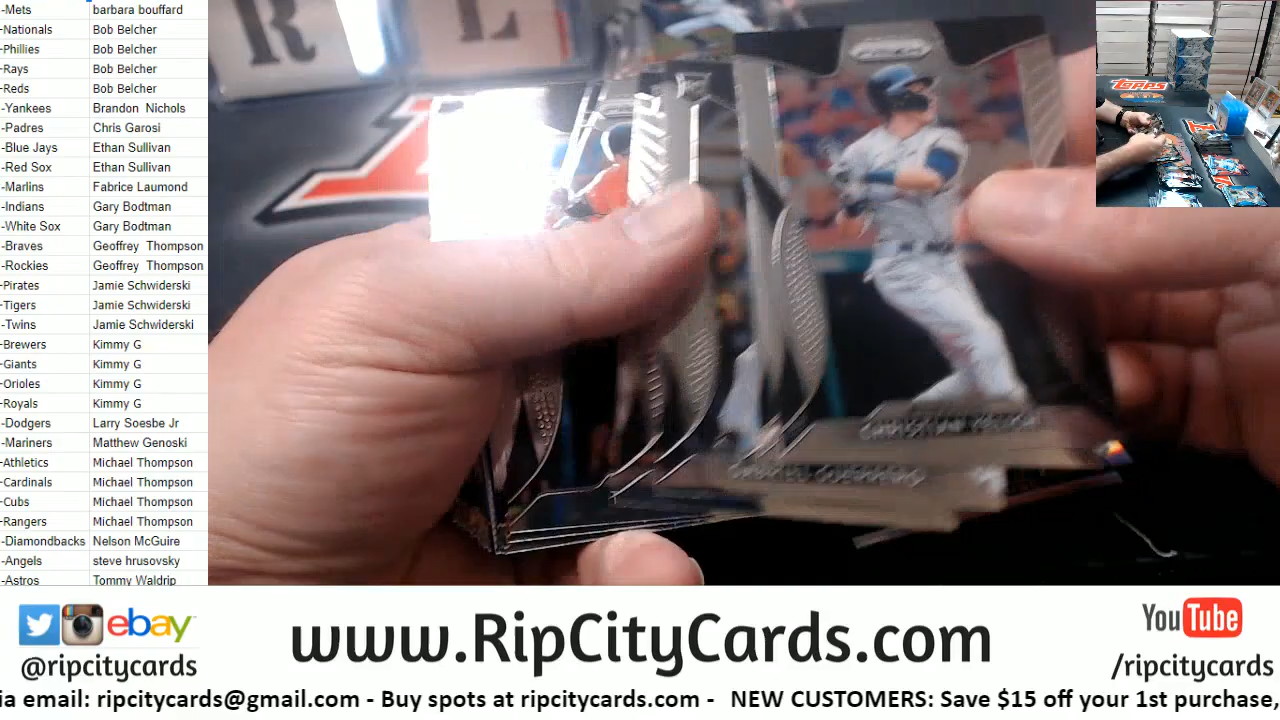 -Mets barbara bouffard
-Nationals Bob Belcher
-Phillies Bob Belcher
-Rays Bob Belcher
-Reds Bob Belcher
-Yankees Brandon Nichols
-Padres Chris Garosi
-Blue Jays Ethan Sullivan
-Red Sox Ethan Sullivan
-Marlins Fabrice Laumond
-Indians Gary Bodtman
-White Sox Gary Bodtman
-Braves Geoffrey Thompson
-Rockies Geoffrey Thompson
-Pirates Jamie Schwiderski
-Tigers Jamie Schwiderski
-Twins Jamie Schwiderski
-Brewers Kimmy G
-Giants Kimmy G
-Orioles Kimmy G
-Royals Kimmy G
-Dodgers Larry Soesbe Jr
-Mariners Matthew Genoski
-Athletics Michael Thompson
-Cardinals Michael Thompson
-Cubs Michael Thompson
-Rangers Michael Thompson
-Diamondbacks Nelson McGuire
-Angels steve hrusovsky
-Astros Tommy Waldrip
R L
TOPPS
GUERRERO
ebay
@ripcitycards
www.RipCityCards.com
YouTube
/ripcitycards
ia email: ripcitycards@gmail.com - Buy spots at ripcitycards.com - NEW CUSTOMERS: Save $15 off your 1st purchase,